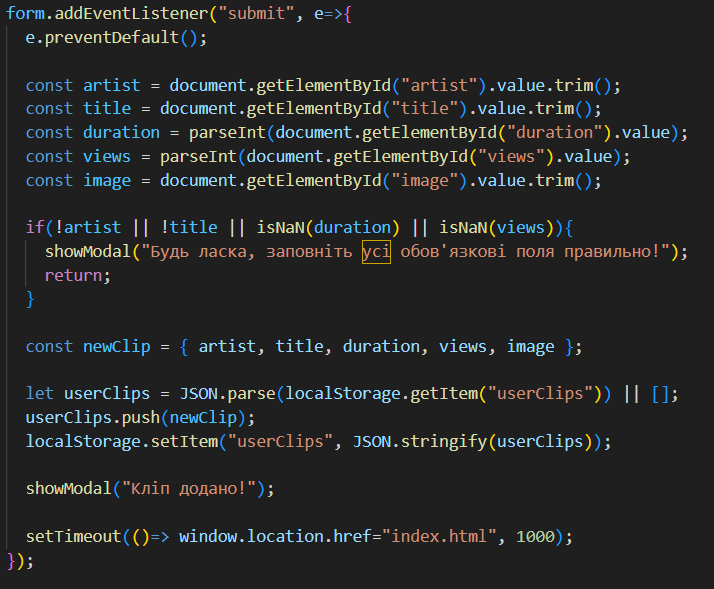 form.addEventListener("submit", e=>{
e.preventDefault();
const artist = document.getElementById("artist").value.trim();
const title = document.getElementById("title").value.trim();
const duration = parseInt(document.getElementById("duration").value);
const views = parseInt(document.getElementById("views").value);
const image = document.getElementById("image").value.trim();
if(!artist || !title || isNaN(duration) || isNaN(views)){
showModal("Будь ласка, заповніть усі обов'язкові поля правильно!");
return;
}
const newClip = { artist, title, duration, views, image };
let userClips = JSON.parse(localStorage.getItem("userClips")) || [];
userClips.push(newClip);
localStorage.setItem("userClips", JSON.stringify(userClips));
showModal("Кліп додано!");
setTimeout(()=> window.location.href="index.html", 1000);
});